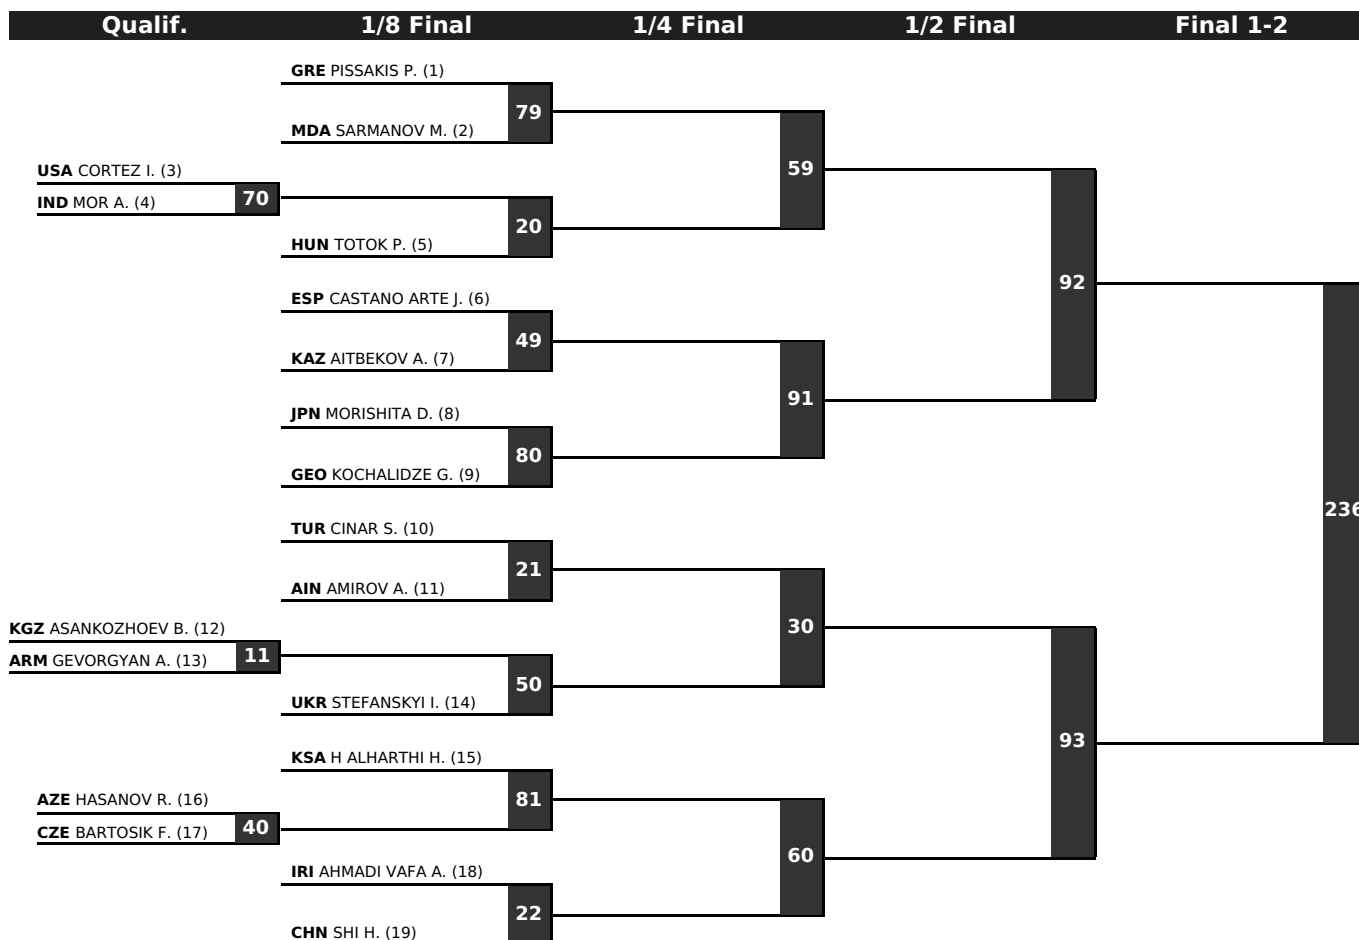 Qualif. 1/8 Final 1/4 Final 1/2 Final Final 1-2
GRE PISSAKIS P. (1)
79
MDA SARMANOV M. (2)
59
USA CORTEZ I. (3)
70
IND MOR A. (4)
20
HUN TOTOK P. (5)
92
ESP CASTANO ARTE J. (6)
49
KAZ AITBEKOV A. (7)
91
JPN MORISHITA D. (8)
80
GEO KOCHALIDZE G. (9)
236
TUR CINAR S. (10)
21
AIN AMIROV A. (11)
30
KGZ ASANKOZHOEV B. (12)
11
ARM GEVORGYAN A. (13)
50
UKR STEFANSKYI I. (14)
93
KSA H ALHARTHI H. (15)
81
AZE HASANOV R. (16)
40
CZE BARTOSIK F. (17)
60
IRI AHMADI VAFA A. (18)
22
CHN SHI H. (19)